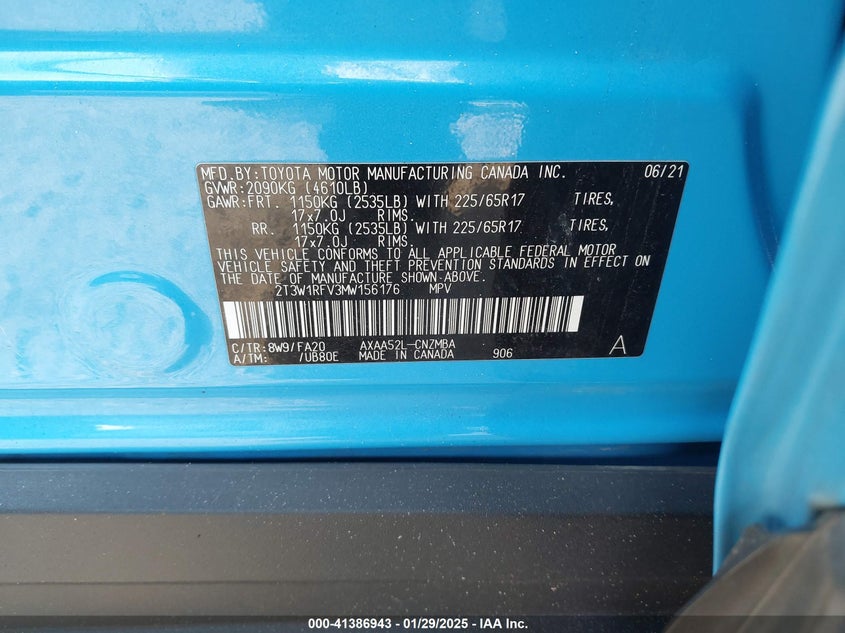 MFD.BY:TOYOTA MOTOR MANUFACTURING CANADA INC. 06/21
GVWR:2090KG (4610LB)
GAWR:FRT. 1150KG (2535LB) WITH 225/65R17 TIRES,
17x7.0J RIMS.
RR. 1150KG (2535LB) WITH 225/65R17 TIRES,
17x7.0J RIMS.
THIS VEHICLE CONFORMS TO ALL APPLICABLE FEDERAL MOTOR
VEHICLE SAFETY AND THEFT PREVENTION STANDARDS IN EFFECT ON
THE DATE OF MANUFACTURE SHOWN ABOVE.
2T3W1RFV3MW156176 MPV
C/TR:8W9/FA20 AXAA52L-CNZMBA
A/TM: /UB80E MADE IN CANADA 906 A
000-41386943 - 01/29/2025 - IAA Inc.